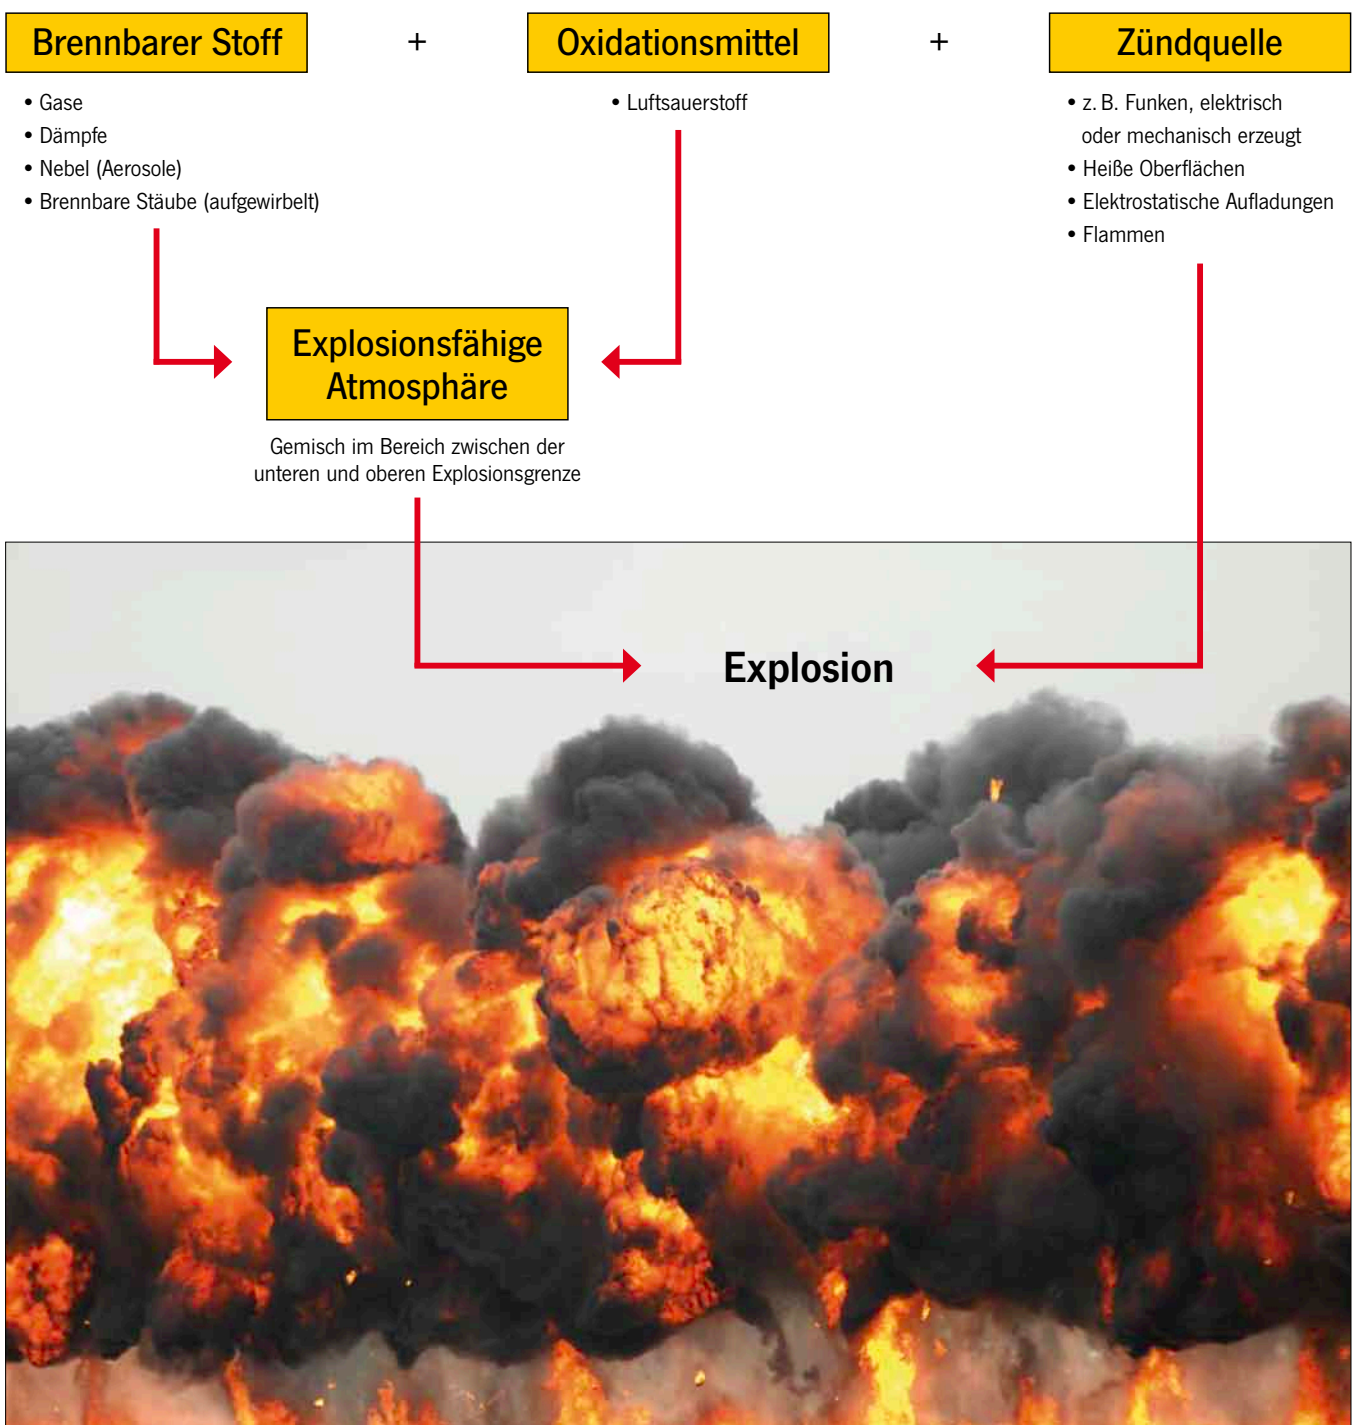 Brennbarer Stoff + Oxidationsmittel + Zündquelle
• Gase
• Dämpfe
• Nebel (Aerosole)
• Brennbare Stäube (aufgewirbelt)
• Luftsauerstoff
• z. B. Funken, elektrisch
oder mechanisch erzeugt
• Heiße Oberflächen
• Elektrostatische Aufladungen
• Flammen
Explosionsfähige
Atmosphäre
Gemisch im Bereich zwischen der
unteren und oberen Explosionsgrenze
Explosion